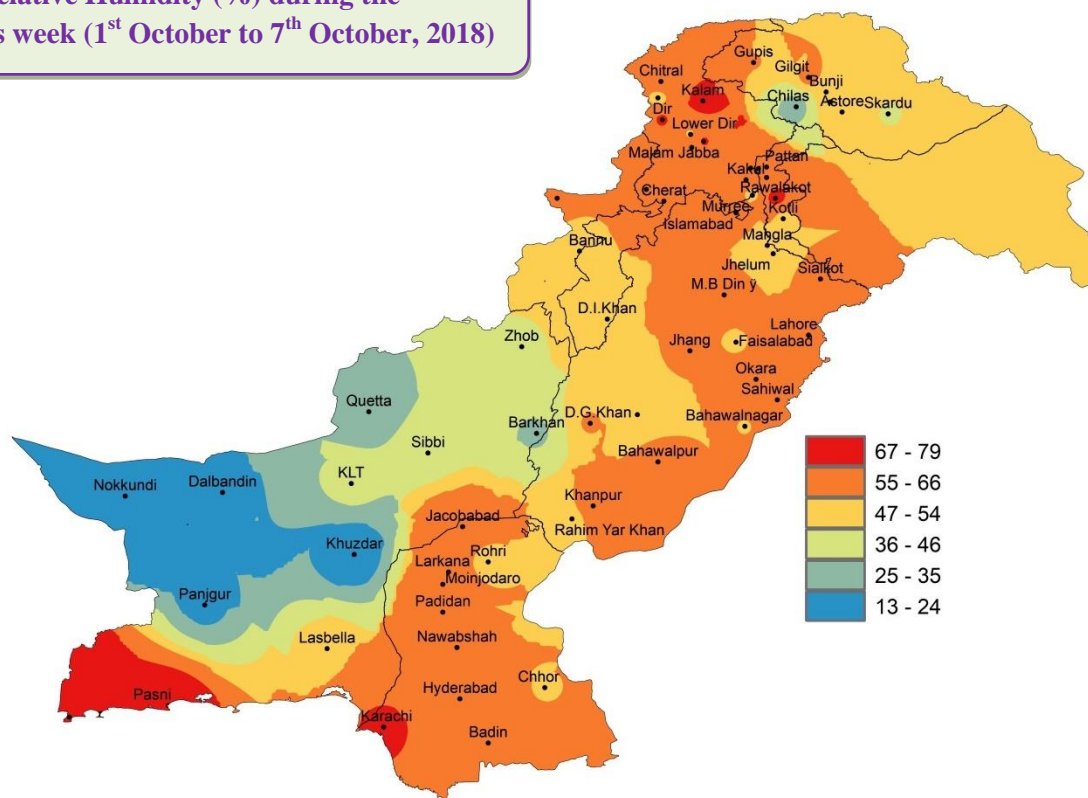 Humidity (%) during the
week (1st October to 7th October, 2018)
Gupis
Gilgit
Chitral
Bunji
Kalam
Chilas
Astore
Skardu
Dir
Lower Dir
Malam Jabba
Pattan
Kakul
Cherat
Rawalakot
Murree
Kotli
Islamabad
Bannu
Mangla
Jhelum
Sialkot
M.B Din ÿ
D.I.Khan
Zhob
Lahore
Jhang
Faisalabad
Okara
Quetta
Sahiwal
Barkhan
D.G.Khan
Bahawalnagar
Sibbi
Bahawalpur
Nokkundi
Dalbandin
KLT
Khanpur
Jacobabad
Rahim Yar Khan
Khuzdar
Rohri
Larkana
Moinjodaro
Panjgur
Padidan
Lasbella
Nawabshah
Pasni
Hyderabad
Chhor
Karachi
Badin
67 - 79
55 - 66
47 - 54
36 - 46
25 - 35
13 - 24